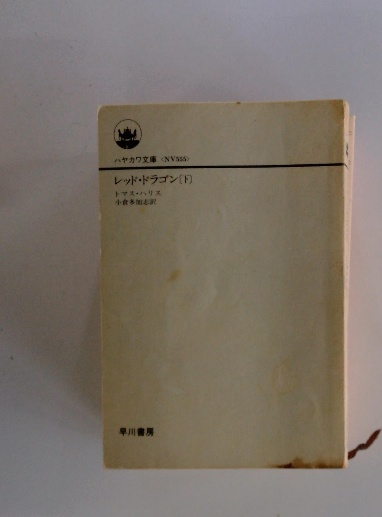 ハヤカワ文庫〈NV555〉
レッド・ドラゴン〔下〕
トマス・ハリス
小倉多加志訳
早川書房